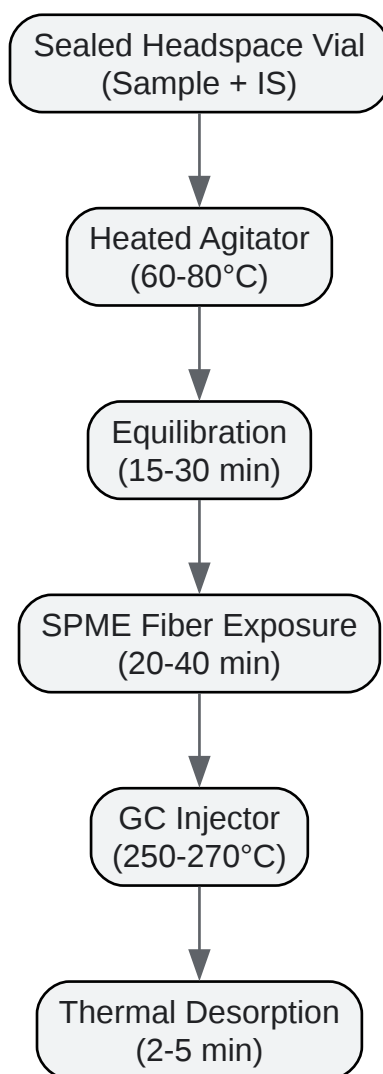 Sealed Headspace Vial
(Sample + IS)
Heated Agitator
(60-80°C)
Equilibration
(15-30 min)
SPME Fiber Exposure
(20-40 min)
GC Injector
(250-270°C)
Thermal Desorption
(2-5 min)